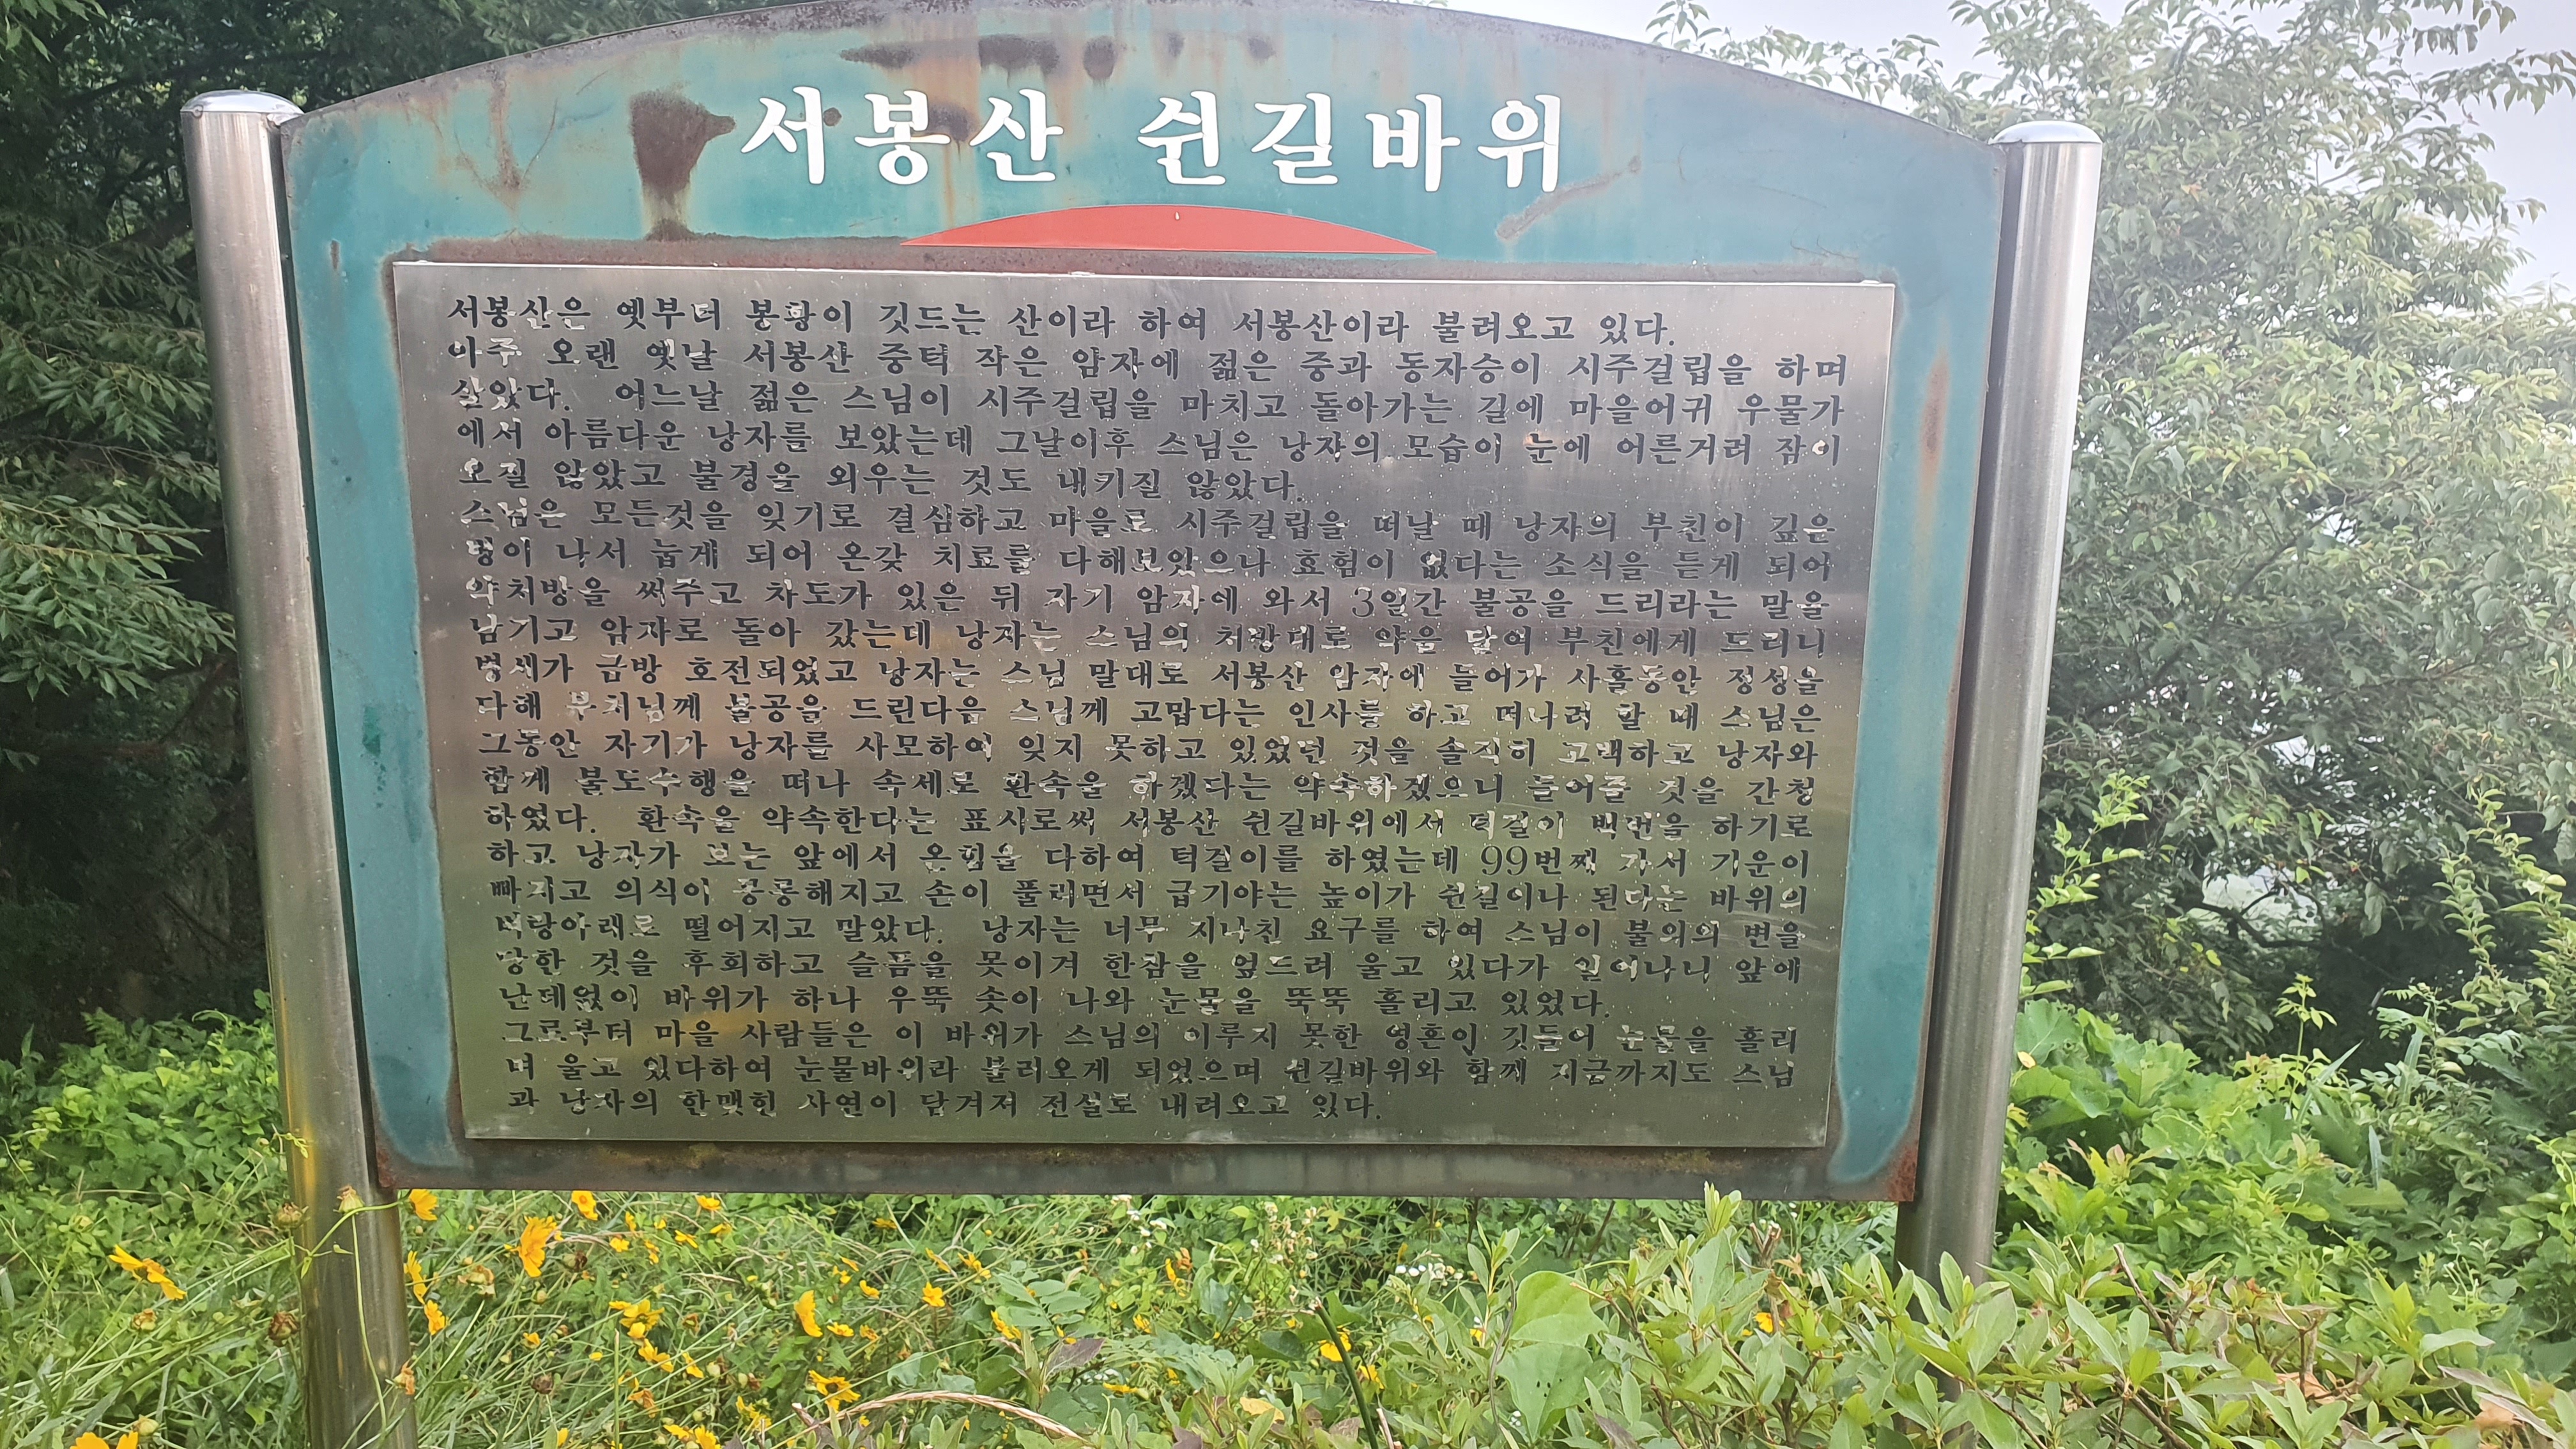 서봉산 쉰길바위
서봉산은 옛부터 봉황이 깃드는 산이라 하여 서봉산이라 불려오고 있다.
아주 오랜 옛날 서봉산 중턱 작은 암자에 젊은 중과 동자승이 시주걸립을 하며
살았다. 어느날 젊은 스님이 시주걸립을 마치고 돌아가는 길에 마을어귀 우물가
에서 아름다운 낭자를 보았는데 그날이후 스님은 낭자의 모습이 눈에 어른거려 잠이
오질 않았고 불경을 외우는 것도 내키질 않았다.
스님은 모든것을 잊기로 결심하고 마을로 시주걸립을 떠날 때 낭자의 부친이 깊은
병이 나서 눕게 되어 온갖 치료를 다해보았으나 효험이 없다는 소식을 듣게 되어
약처방을 써주고 차도가 있은 뒤 자기 암자에 와서 3일간 불공을 드리라는 말을
남기고 암자로 돌아 갔는데 낭자는 스님의 처방대로 약을 달여 부친에게 드리니
병세가 금방 호전되었고 낭자는 스님 말대로 서봉산 암자에 들어가 사흘동안 정성을
다해 부처님께 불공을 드린다음 스님께 고맙다는 인사를 하고 떠나려 할 때 스님은
그동안 자기가 낭자를 사모하여 잊지 못하고 있었던 것을 솔직히 고백하고 낭자와
함께 불도수행을 떠나 속세로 환속을 하겠다는 약속하겠으니 들어줄 것을 간청
하였다. 환속을 약속한다는 표시로써 서봉산 쉰길바위에서 턱걸이 백번을 하기로
하고 낭자가 보는 앞에서 온힘을 다하여 턱걸이를 하였는데 99번째 가서 기운이
빠지고 의식이 몽롱해지고 손이 풀리면서 급기야는 높이가 쉰길이나 된다는 바위의
벼랑아래로 떨어지고 말았다. 낭자는 너무 지나친 요구를 하여 스님이 불의의 변을
당한 것을 후회하고 슬픔을 못이겨 한참을 엎드려 울고 있다가 일어나니 앞에
난데없이 바위가 하나 우뚝 솟이 나와 눈물을 뚝뚝 흘리고 있었다.
그로부터 마을 사람들은 이 바위가 스님의 이루지 못한 영혼이 깃들어 눈물을 흘리
며 울고 있다하여 눈물바위라 불러오게 되었으며 쉰길바위와 함께 지금까지도 스님
과 낭자의 한맺힌 사연이 담겨져 전설로 내려오고 있다.